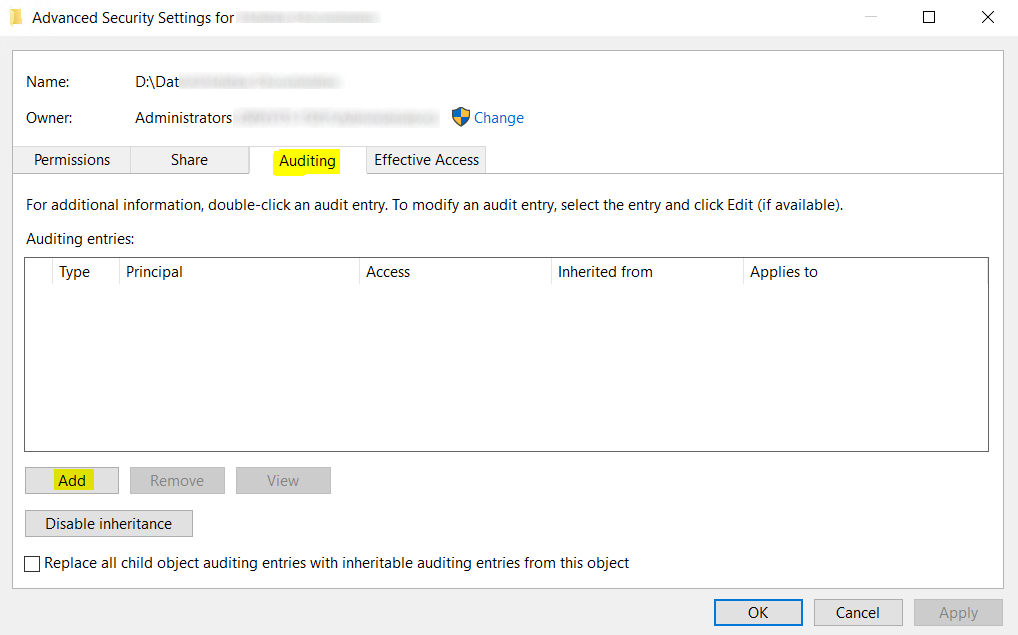 Advanced Security Settings for
Name: D:\Dat
Owner: Administrators Change
Permissions Share Auditing Effective Access
For additional information, double-click an audit entry. To modify an audit entry, select the entry and click Edit (if available).
Auditing entries:
Type Principal Access Inherited from Applies to
Add Remove View
Disable inheritance
Replace all child object auditing entries with inheritable auditing entries from this object
OK Cancel Apply